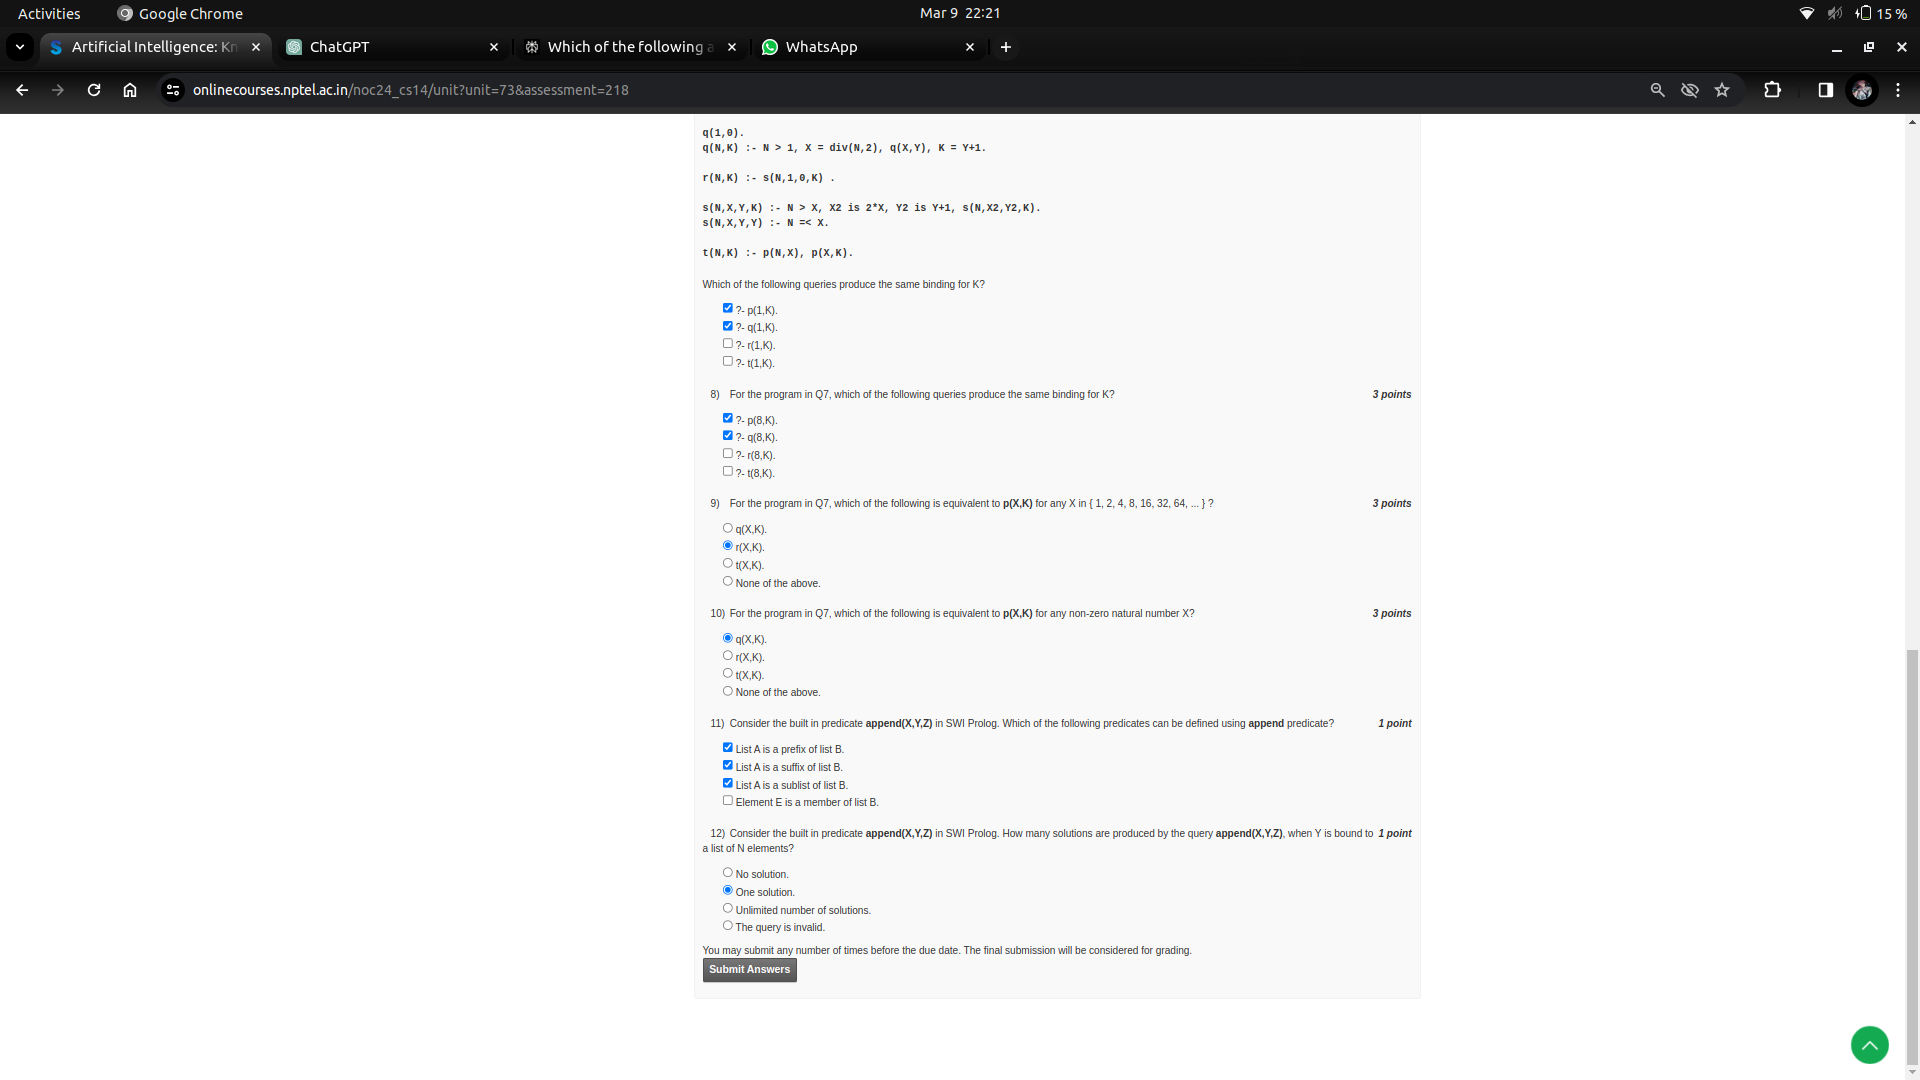 Activities
Google Chrome
Mar 9 22:21
15 %
Artificial Intelligence: Kn
ChatGPT
Which of the following a
WhatsApp
onlinecourses.nptel.ac.in/noc24_cs14/unit?unit=73&assessment=218
q(1,0).
q(N,K) :- N > 1, X = div(N,2), q(X,Y), K = Y+1.
r(N,K) :- s(N,1,0,K) .
s(N,X,Y,K) :- N > X, X2 is 2*X, Y2 is Y+1, s(N,X2,Y2,K).
s(N,X,Y,Y) :- N =< X.
t(N,K) :- p(N,X), p(X,K).
Which of the following queries produce the same binding for K?
?- p(1,K).
?- q(1,K).
?- r(1,K).
?- t(1,K).
8) For the program in Q7, which of the following queries produce the same binding for K? 3 points
?- p(8,K).
?- q(8,K).
?- r(8,K).
?- t(8,K).
9) For the program in Q7, which of the following is equivalent to p(X,K) for any X in { 1, 2, 4, 8, 16, 32, 64, ... } ? 3 points
q(X,K).
r(X,K).
t(X,K).
None of the above.
10) For the program in Q7, which of the following is equivalent to p(X,K) for any non-zero natural number X? 3 points
q(X,K).
r(X,K).
t(X,K).
None of the above.
11) Consider the built in predicate append(X,Y,Z) in SWI Prolog. Which of the following predicates can be defined using append predicate? 1 point
List A is a prefix of list B.
List A is a suffix of list B.
List A is a sublist of list B.
Element E is a member of list B.
12) Consider the built in predicate append(X,Y,Z) in SWI Prolog. How many solutions are produced by the query append(X,Y,Z), when Y is bound to 1 point
a list of N elements?
No solution.
One solution.
Unlimited number of solutions.
The query is invalid.
You may submit any number of times before the due date. The final submission will be considered for grading.
Submit Answers